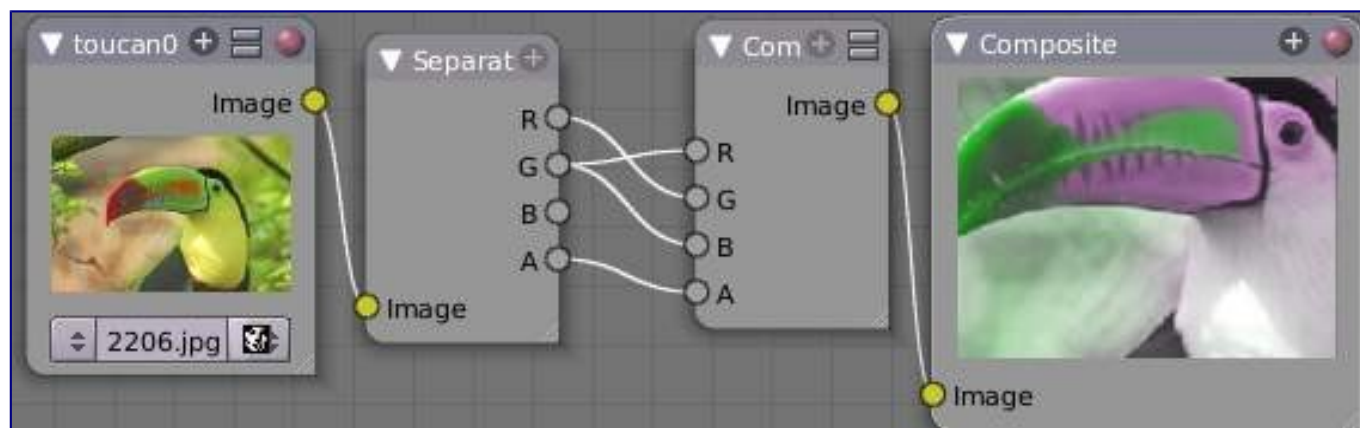 toucan0
Image
2206.jpg
Separat
R
G
B
A
Image
Com
Image
R
G
B
A
Composite
Image